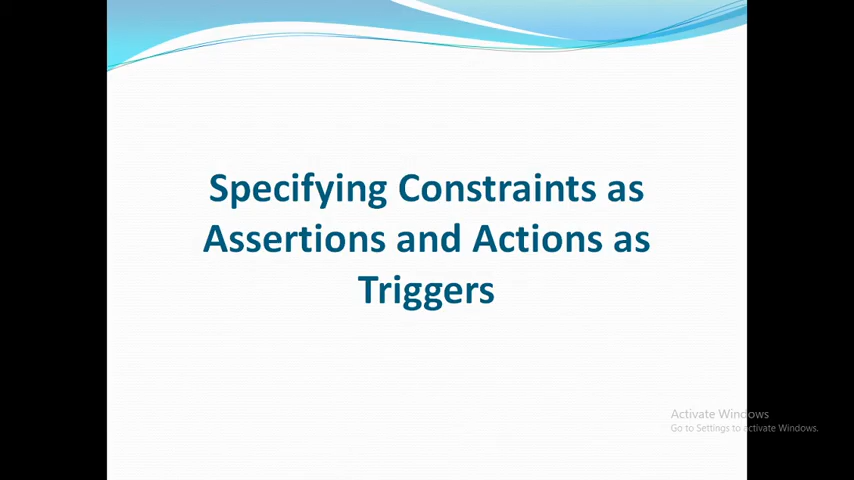 Specifying Constraints as
Assertions and Actions as
Triggers
Activate Windows
Go to Settings to activate Windows.